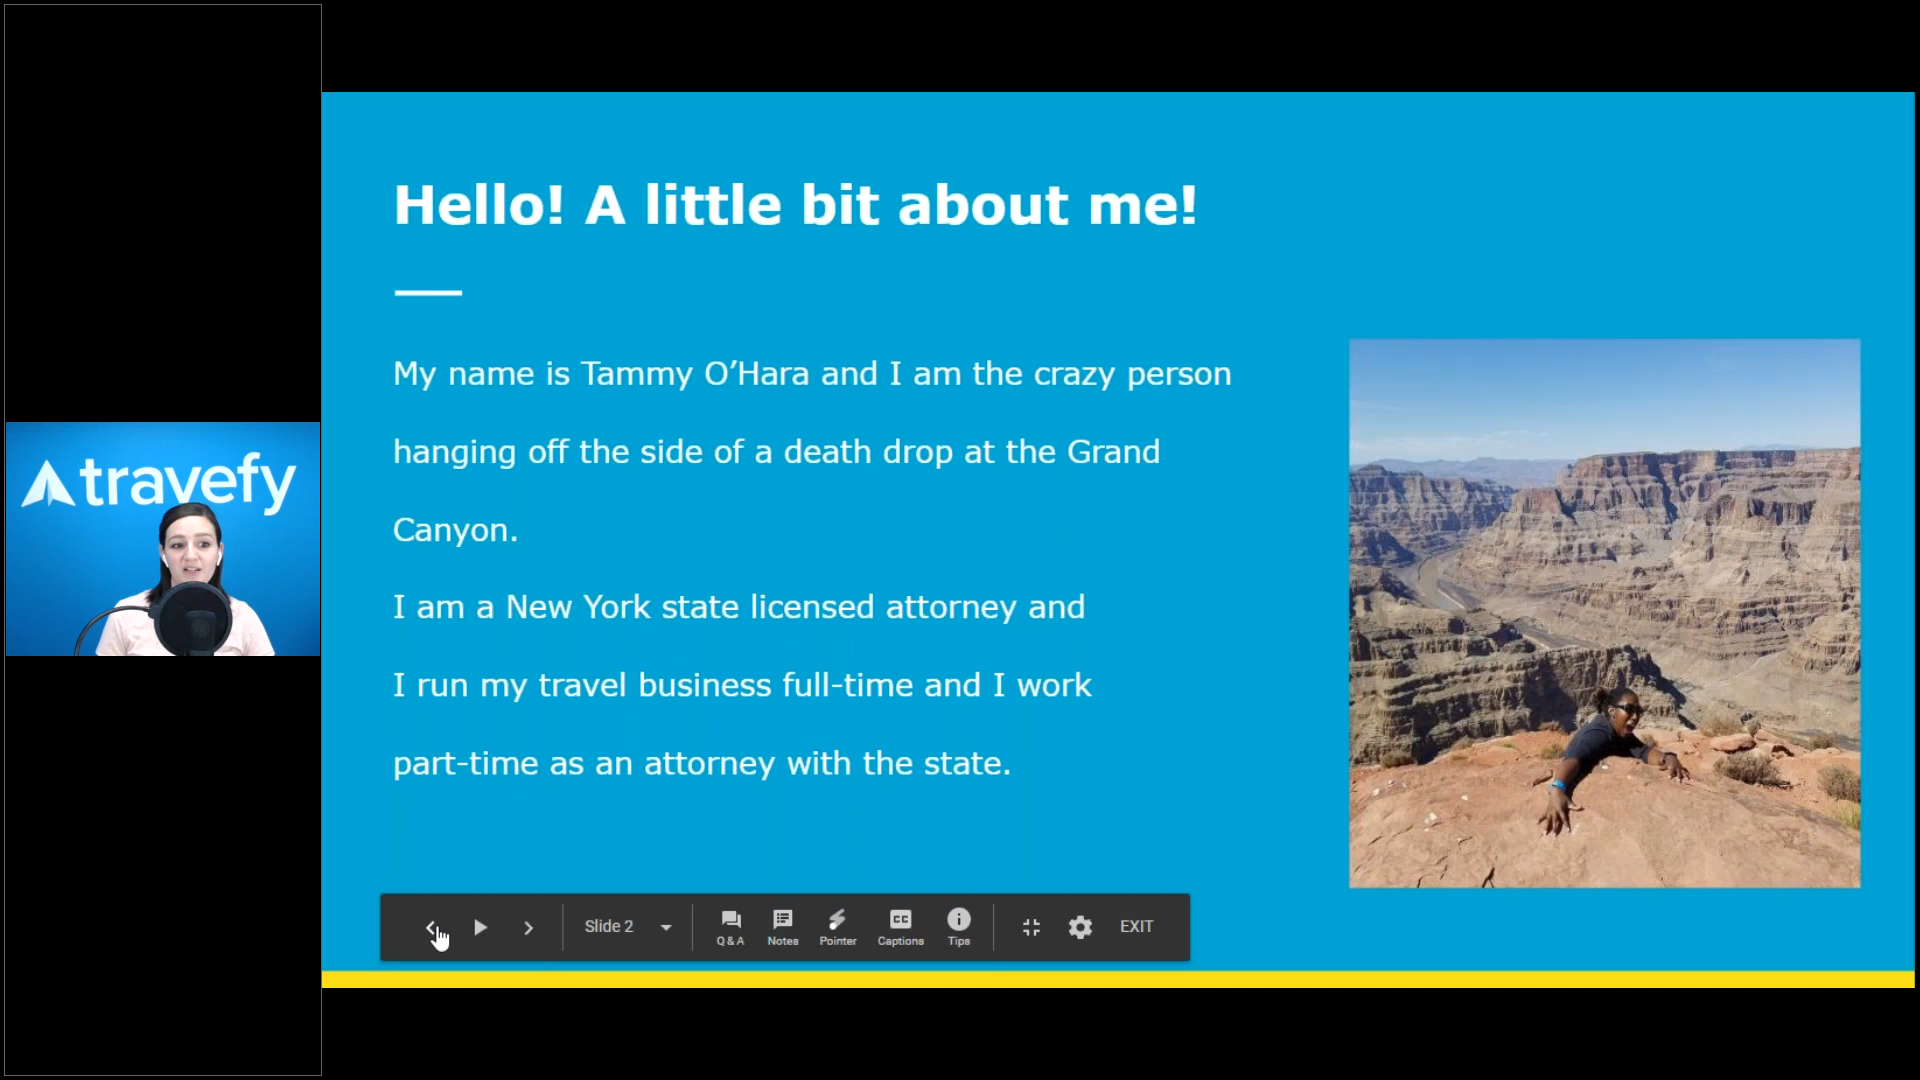 travefy
Hello! A little bit about me!
My name is Tammy O’Hara and I am the crazy person
hanging off the side of a death drop at the Grand
Canyon.
I am a New York state licensed attorney and
I run my travel business full-time and I work
part-time as an attorney with the state.
Slide 2
Q & A
Notes
Pointer
CC
Captions
Tips
EXIT